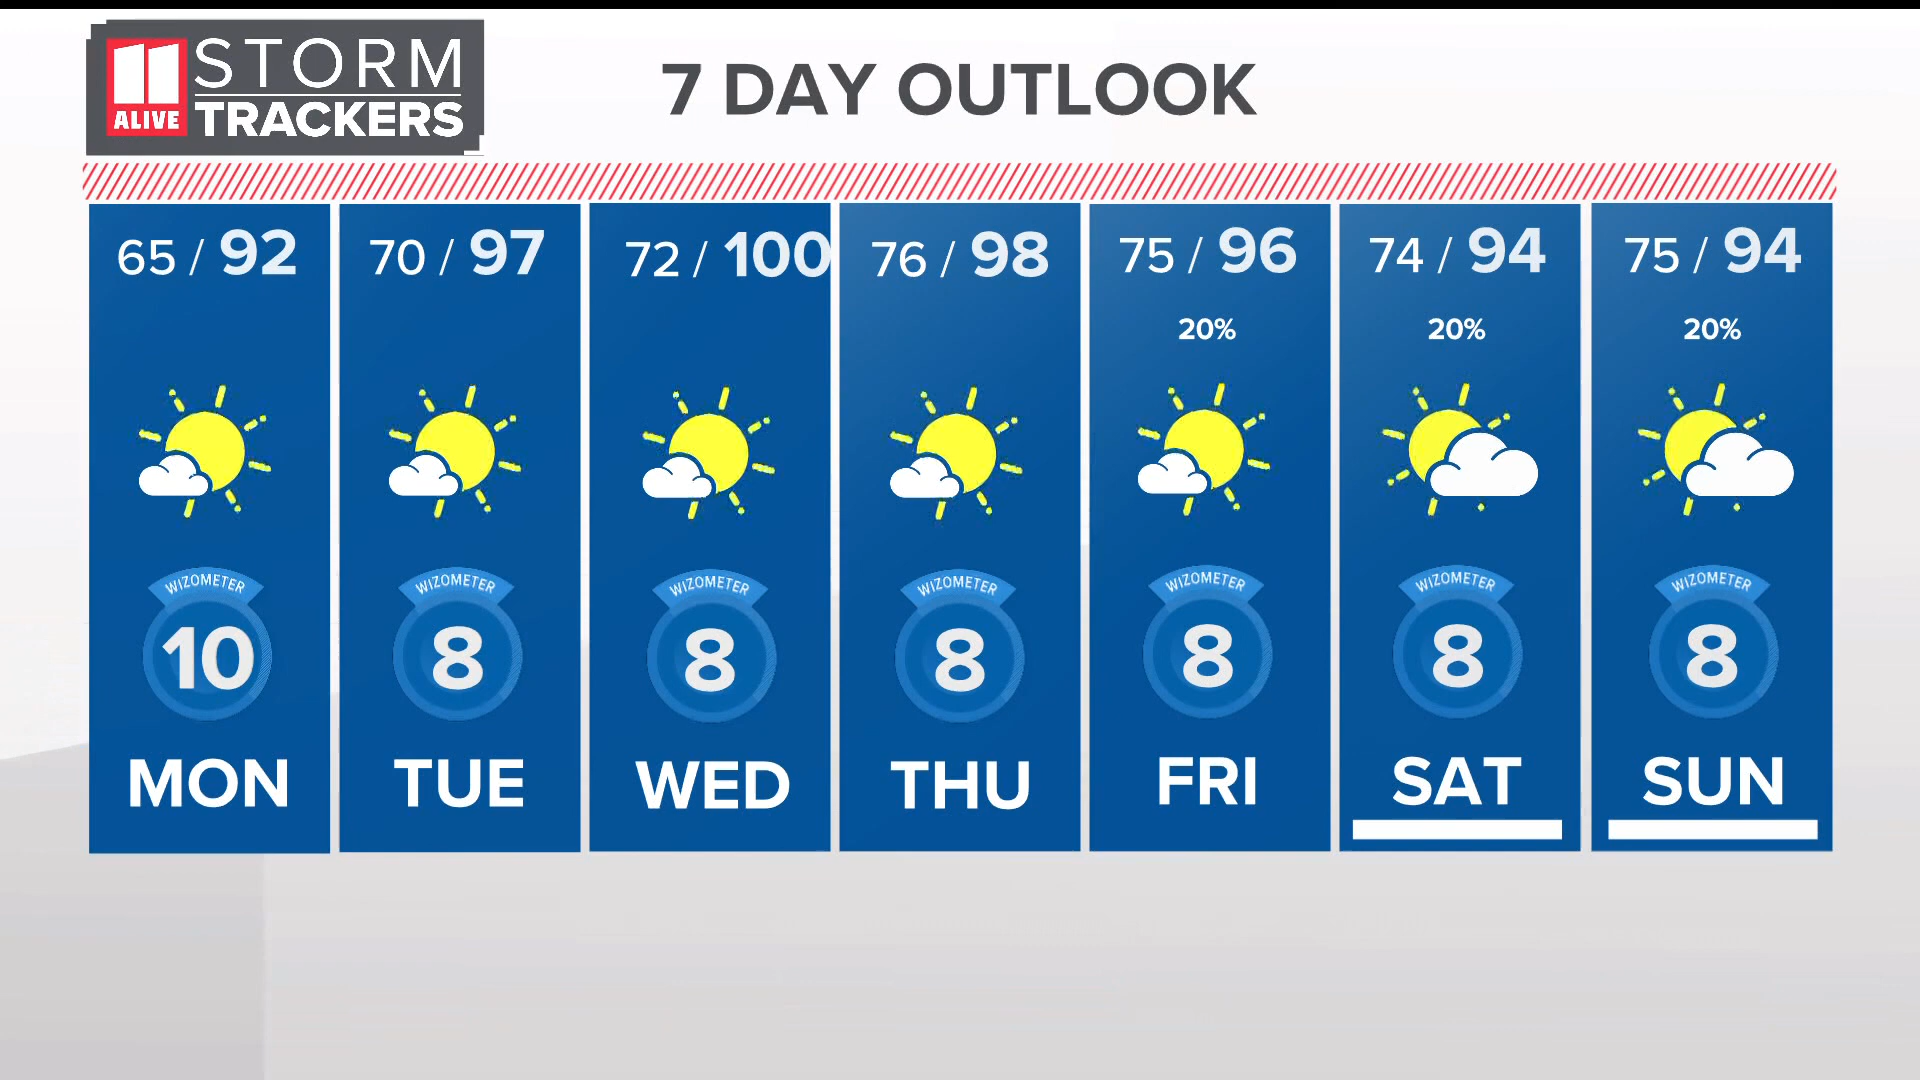 11 ALIVE
STORM
TRACKERS
7 DAY OUTLOOK
65 / 92
WIZOMETER
10
MON
70 / 97
WIZOMETER
8
TUE
72 / 100
WIZOMETER
8
WED
76 / 98
WIZOMETER
8
THU
75 / 96
20%
WIZOMETER
8
FRI
74 / 94
20%
WIZOMETER
8
SAT
75 / 94
20%
WIZOMETER
8
SUN